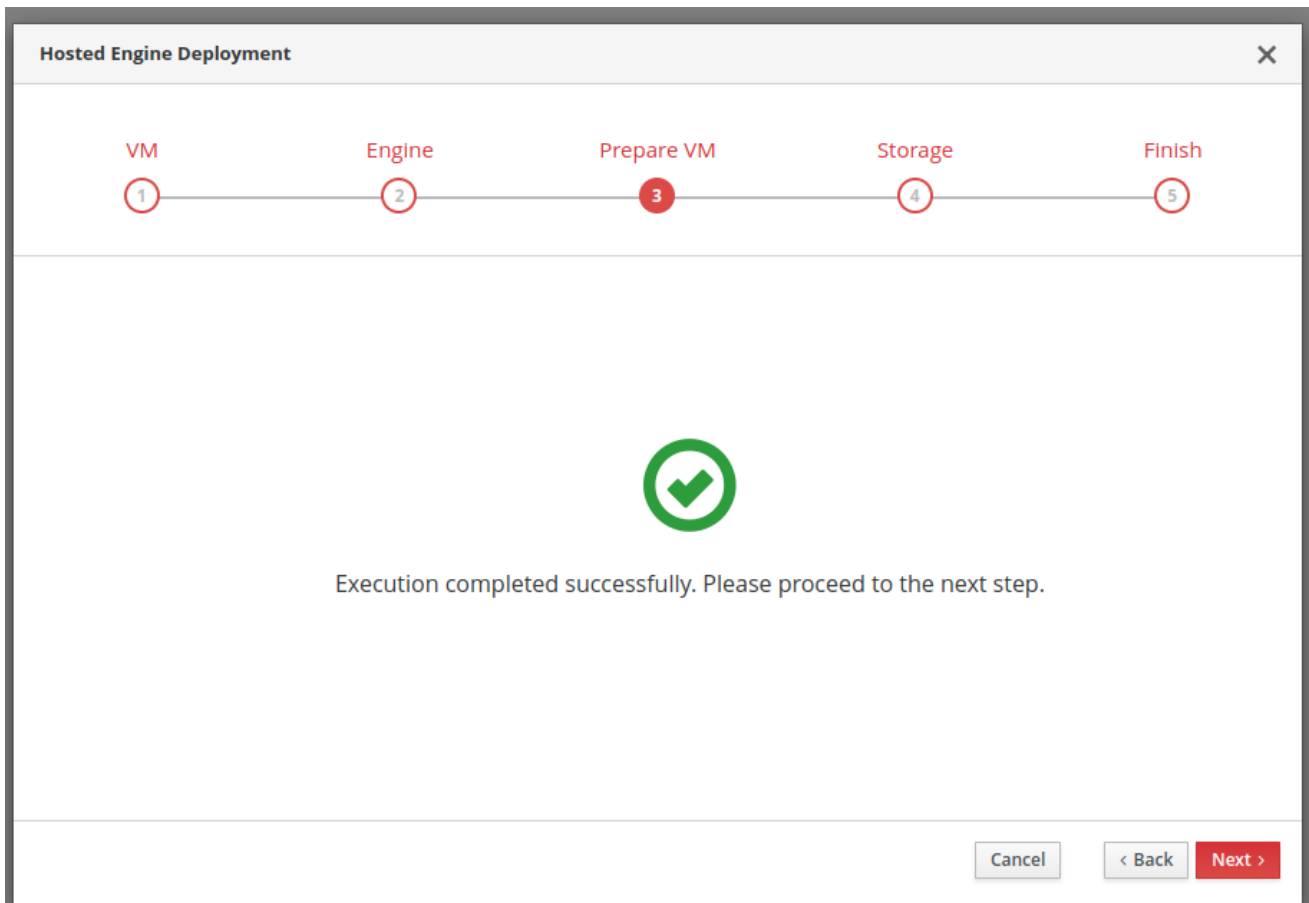 Hosted Engine Deployment
VM Engine Prepare VM Storage Finish
1 2 3 4 5
Execution completed successfully. Please proceed to the next step.
Cancel < Back Next >